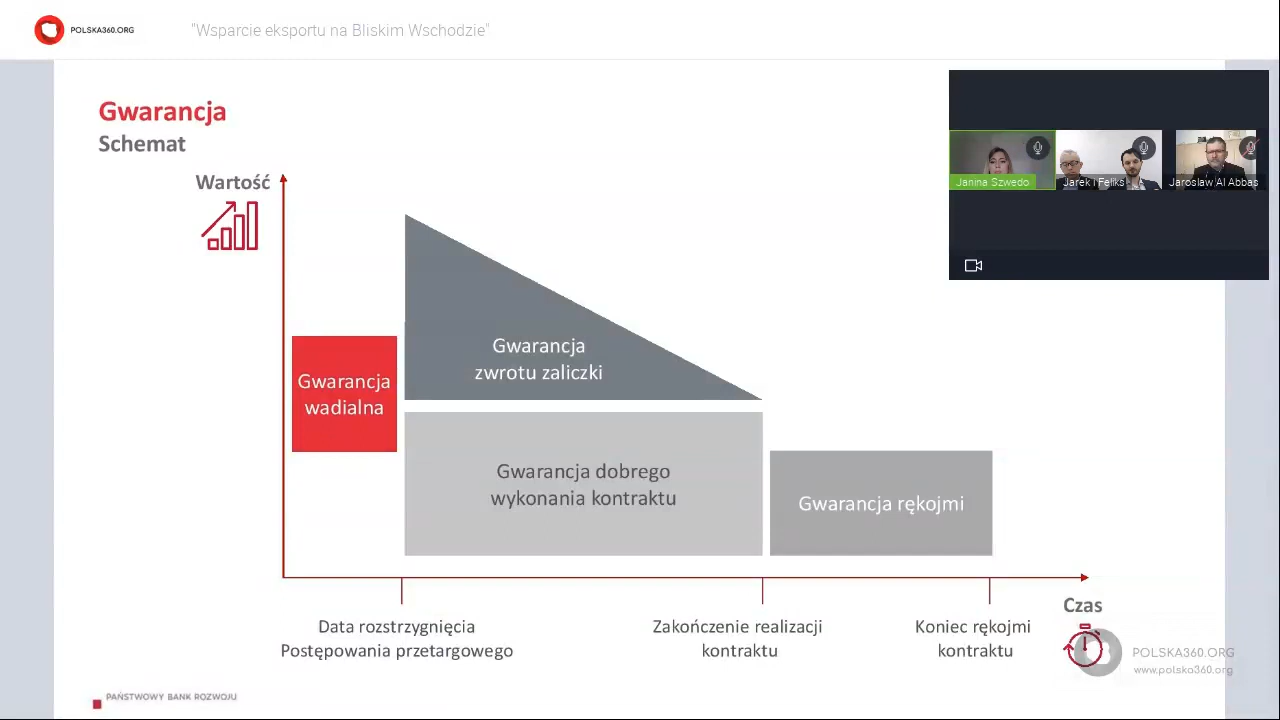 POLSKA360.ORG
"Wsparcie eksportu na Bliskim Wschodzie"
Gwarancja
Schemat
Wartość
Janina Szwedo
Jarek i Feliks
Jaroslaw Al Abbas
Gwarancja
zwrotu zaliczki
Gwarancja
wadialna
Gwarancja dobrego
wykonania kontraktu
Gwarancja rękojmi
Czas
Data rozstrzygnięcia
Postępowania przetargowego
Zakończenie realizacji
kontraktu
Koniec rękojmi
kontraktu
POLSKA360.ORG
www.polska360.org
PAŃSTWOWY BANK ROZWOJU